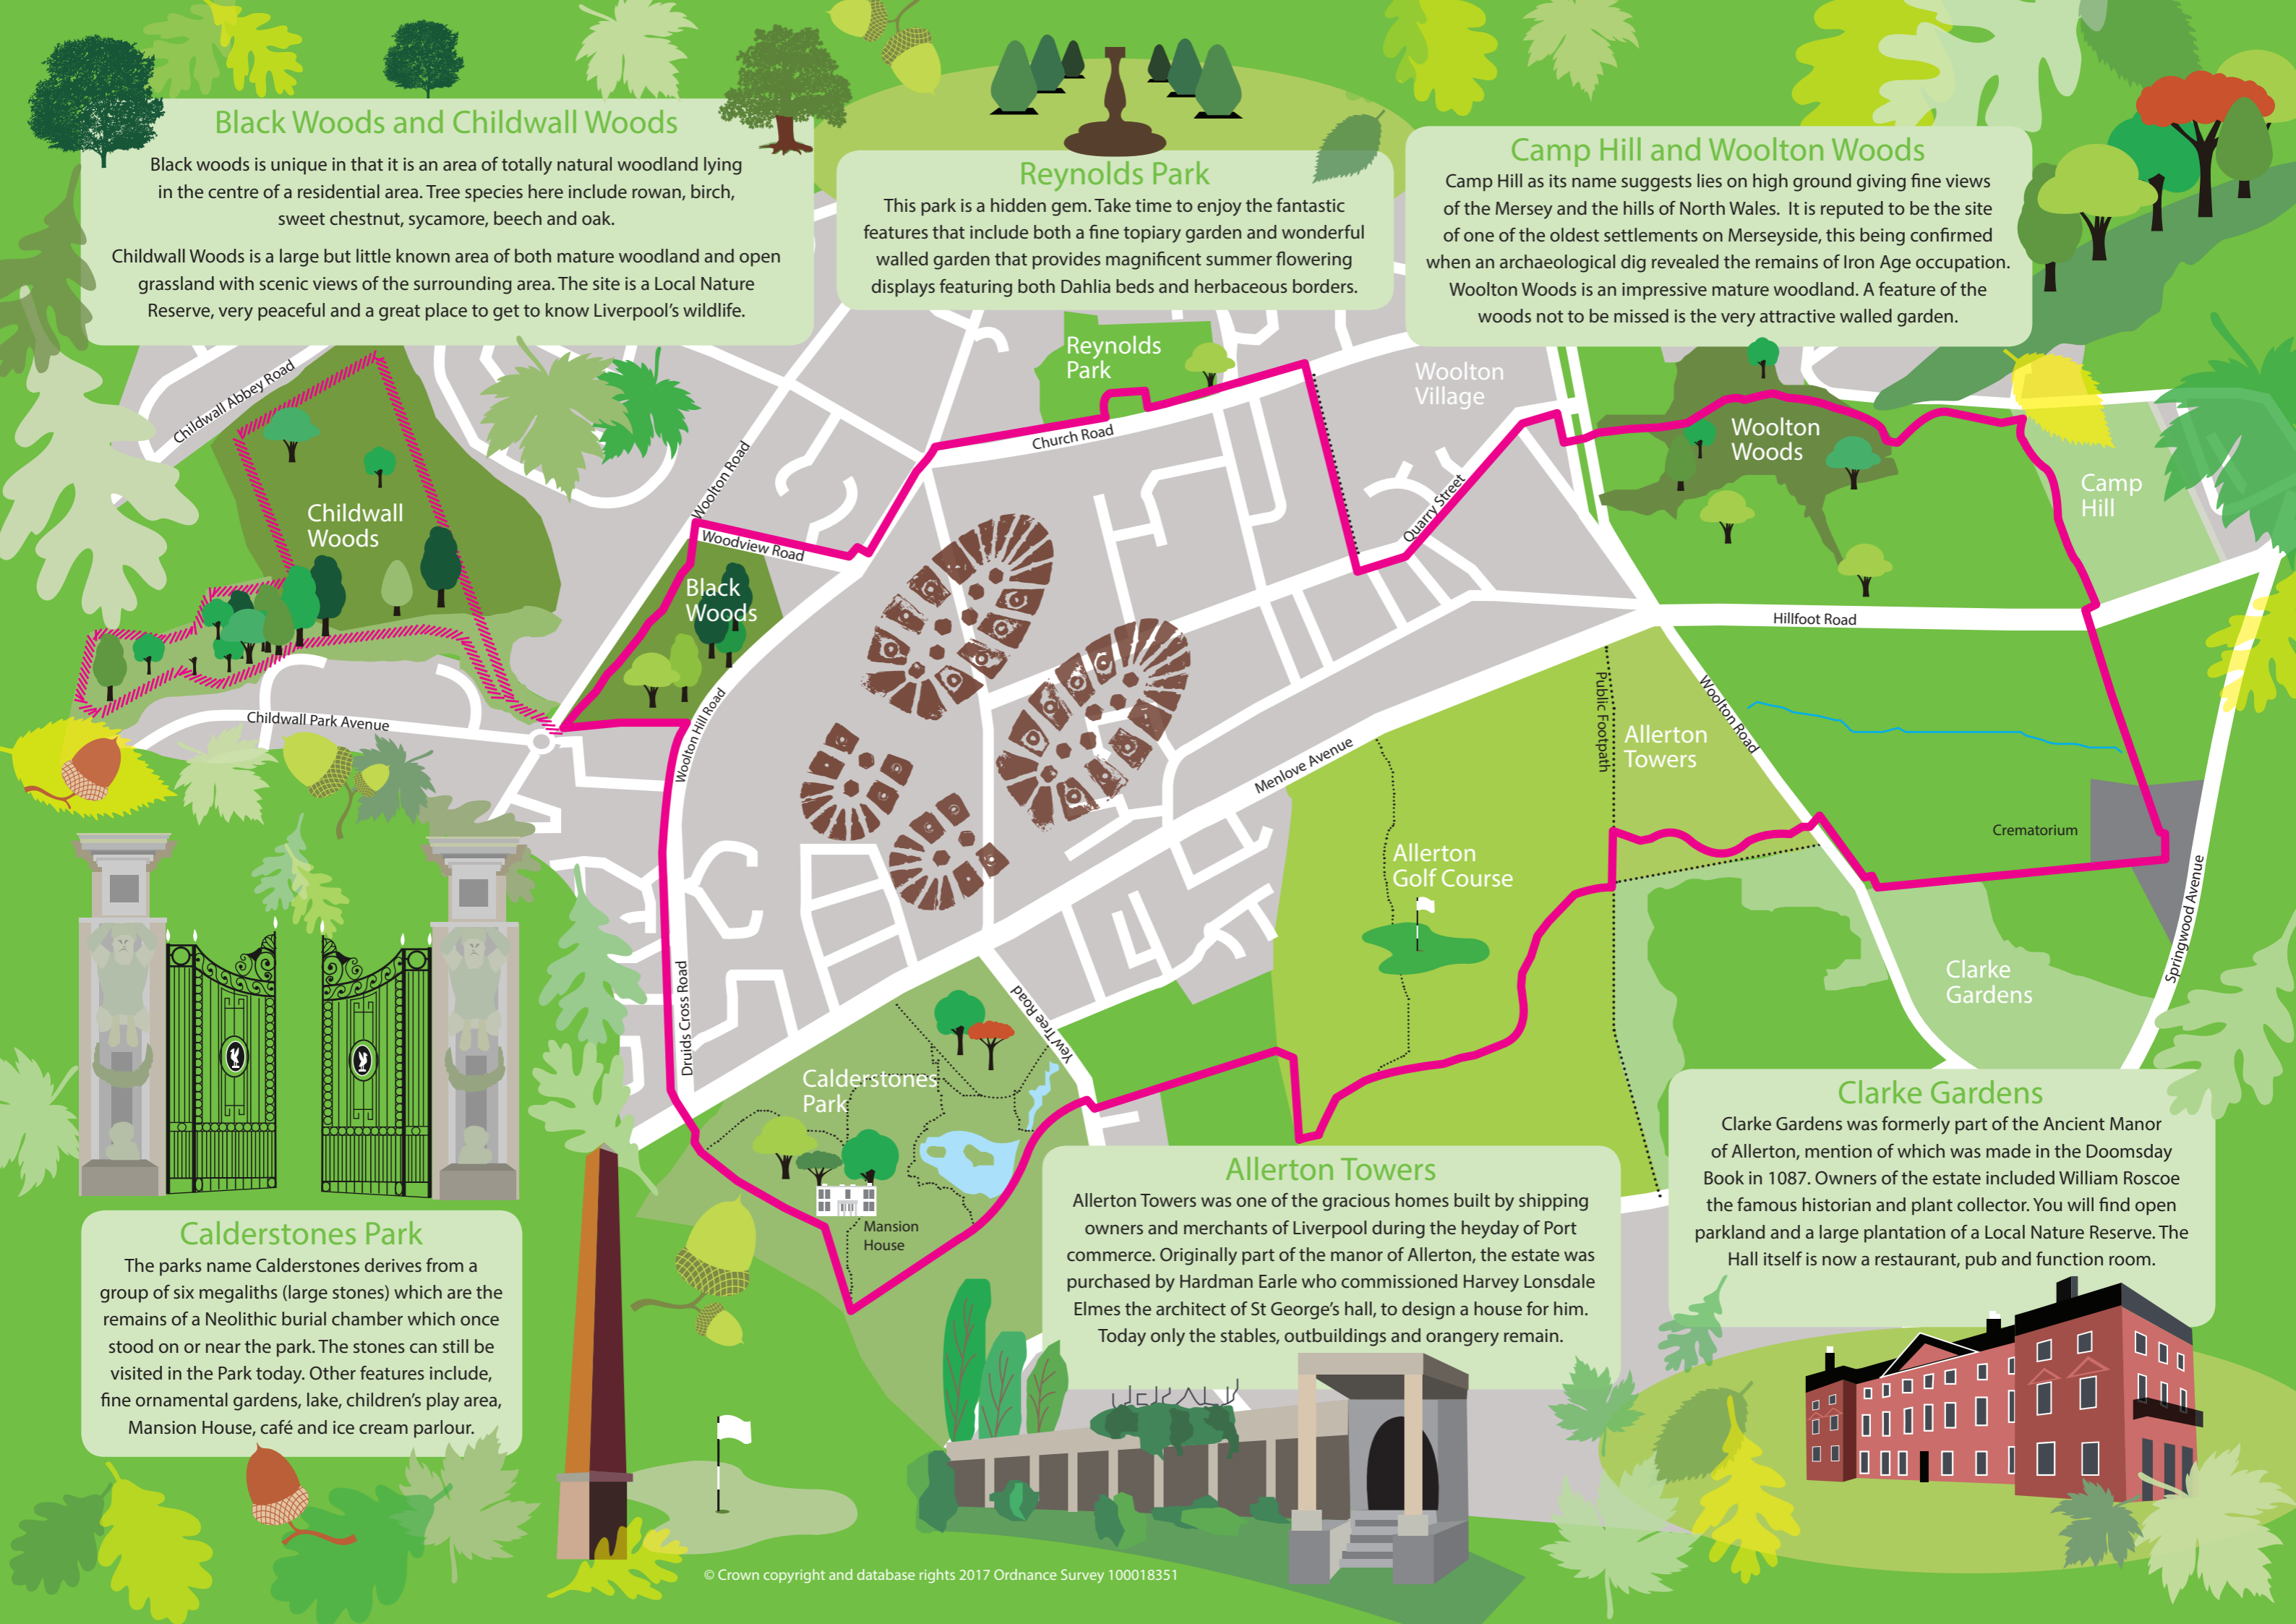 Black Woods and Childwall Woods
Black woods is unique in that it is an area of totally natural woodland lying
in the centre of a residential area. Tree species here include rowan, birch,
sweet chestnut, sycamore, beech and oak.
Childwall Woods is a large but little known area of both mature woodland and open
grassland with scenic views of the surrounding area. The site is a Local Nature
Reserve, very peaceful and a great place to get to know Liverpool's wildlife.
Reynolds Park
This park is a hidden gem. Take time to enjoy the fantastic
features that include both a fine topiary garden and wonderful
walled garden that provides magnificent summer flowering
displays featuring both Dahlia beds and herbaceous borders.
Camp Hill and Woolton Woods
Camp Hill as its name suggests lies on high ground giving fine views
of the Mersey and the hills of North Wales. It is reputed to be the site
of one of the oldest settlements on Merseyside, this being confirmed
when an archaeological dig revealed the remains of Iron Age occupation.
Woolton Woods is an impressive mature woodland. A feature of the
woods not to be missed is the very attractive walled garden.
Childwall Abbey Road
Childwall
Woods
Woolton Road
Woodview Road
Black
Woods
Reynolds
Park
Church Road
Woolton
Village
Quarry Street
Woolton
Woods
Camp
Hill
Hillfoot Road
Childwall Park Avenue
Woolton Hill Road
Menlove Avenue
Public Footpath
Allerton
Towers
Woolton Road
Crematorium
Allerton
Golf Course
Springwood Avenue
Clarke
Gardens
Druids Cross Road
Yew Tree Road
Calderstones
Park
Mansion
House
Calderstones Park
The parks name Calderstones derives from a
group of six megaliths (large stones) which are the
remains of a Neolithic burial chamber which once
stood on or near the park. The stones can still be
visited in the Park today. Other features include,
fine ornamental gardens, lake, children's play area,
Mansion House, café and ice cream parlour.
Allerton Towers
Allerton Towers was one of the gracious homes built by shipping
owners and merchants of Liverpool during the heyday of Port
commerce. Originally part of the manor of Allerton, the estate was
purchased by Hardman Earle who commissioned Harvey Lonsdale
Elmes the architect of St George's hall, to design a house for him.
Today only the stables, outbuildings and orangery remain.
Clarke Gardens
Clarke Gardens was formerly part of the Ancient Manor
of Allerton, mention of which was made in the Doomsday
Book in 1087. Owners of the estate included William Roscoe
the famous historian and plant collector. You will find open
parkland and a large plantation of a Local Nature Reserve. The
Hall itself is now a restaurant, pub and function room.
© Crown copyright and database rights 2017 Ordnance Survey 100018351